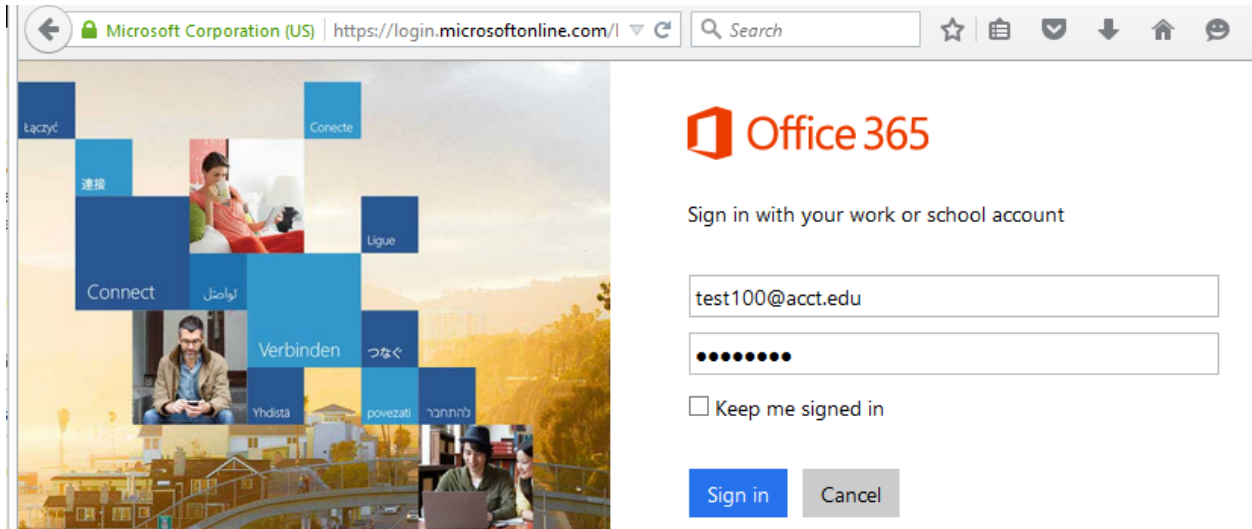 Microsoft Corporation (US) https://login.microsoftonline.com/l Search
Łączyć
Conecte
連接
Ligue
Connect
تواصل
Verbinden
つなぐ
Yhdistä
povezati
להתחבר
Office 365
Sign in with your work or school account
test100@acct.edu
Keep me signed in
Sign in Cancel